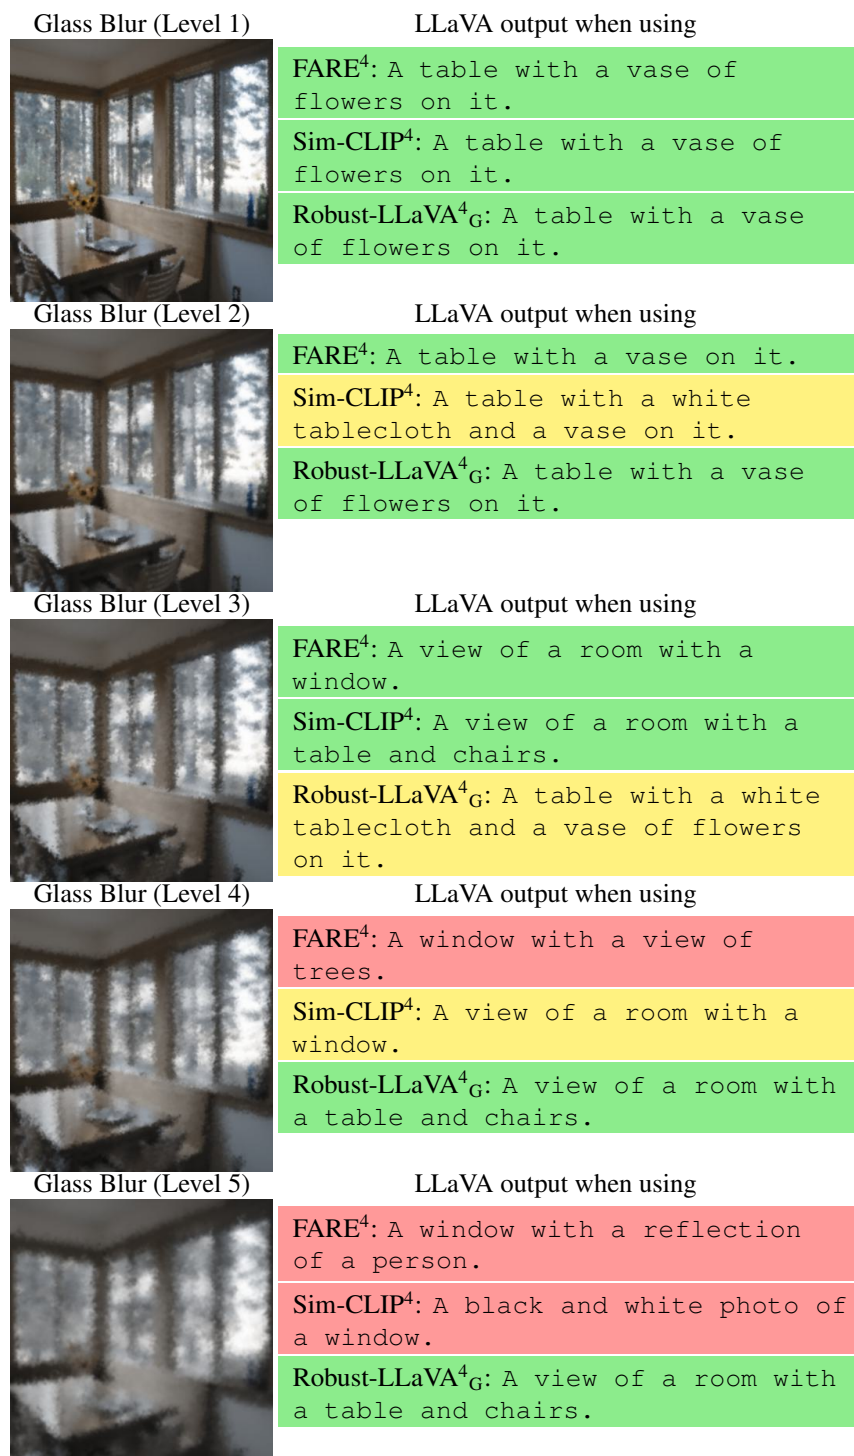 Glass Blur (Level 1)
LLaVA output when using
FARE⁴: A table with a vase of
flowers on it.
Sim-CLIP⁴: A table with a vase of
flowers on it.
Robust-LLaVA⁴G: A table with a vase
of flowers on it.
Glass Blur (Level 2)
LLaVA output when using
FARE⁴: A table with a vase on it.
Sim-CLIP⁴: A table with a white
tablecloth and a vase on it.
Robust-LLaVA⁴G: A table with a vase
of flowers on it.
Glass Blur (Level 3)
LLaVA output when using
FARE⁴: A view of a room with a
window.
Sim-CLIP⁴: A view of a room with a
table and chairs.
Robust-LLaVA⁴G: A table with a white
tablecloth and a vase of flowers
on it.
Glass Blur (Level 4)
LLaVA output when using
FARE⁴: A window with a view of
trees.
Sim-CLIP⁴: A view of a room with a
window.
Robust-LLaVA⁴G: A view of a room with
a table and chairs.
Glass Blur (Level 5)
LLaVA output when using
FARE⁴: A window with a reflection
of a person.
Sim-CLIP⁴: A black and white photo of
a window.
Robust-LLaVA⁴G: A view of a room with
a table and chairs.